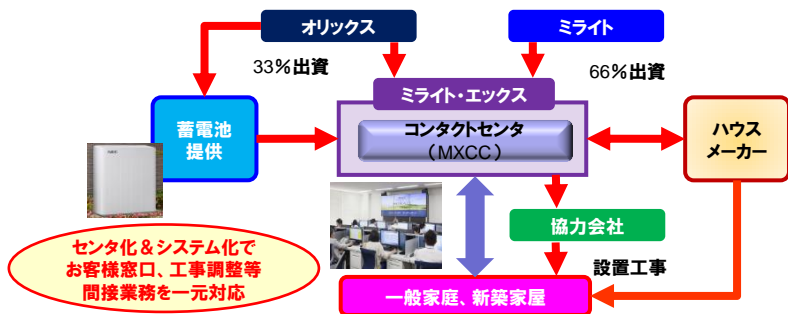 オリックス
ミライト
33%出資
66%出資
ミライト・エックス
コンタクトセンタ
(MXCC)
蓄電池
提供
ハウス
メーカー
協力会社
設置工事
センタ化&システム化で
お客様窓口、工事調整等
間接業務を一元対応
一般家庭、新築家屋